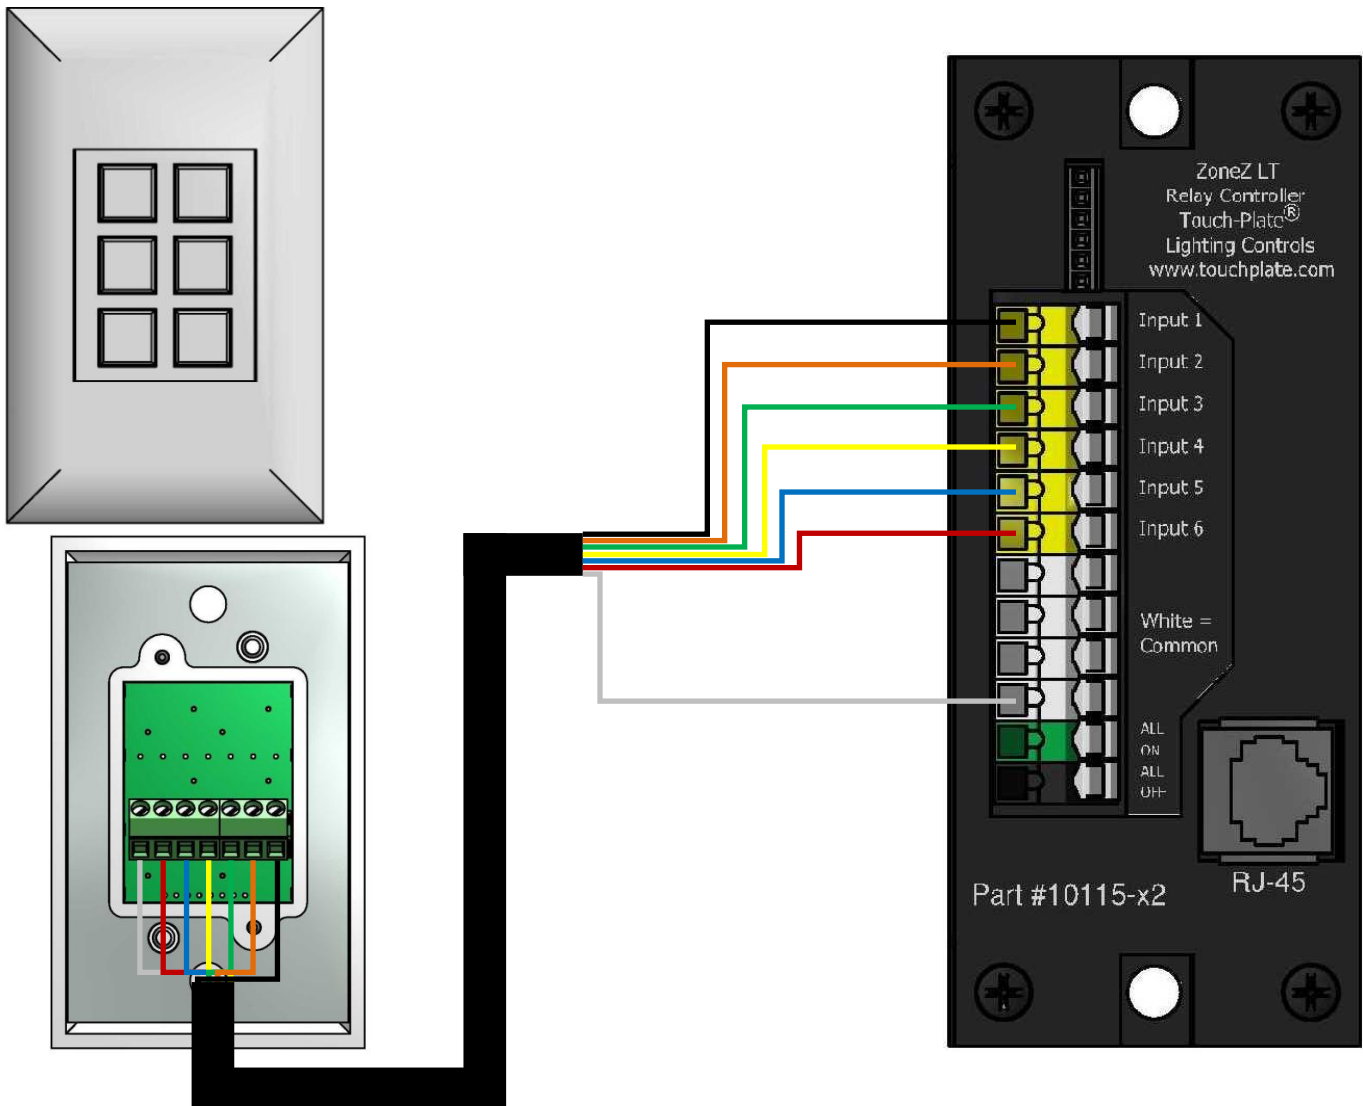 ZoneZ LT
Relay Controller
Touch-Plate®
Lighting Controls
www.touchplate.com
Input 1
Input 2
Input 3
Input 4
Input 5
Input 6
White =
Common
ALL
ON
ALL
OFF
RJ-45
Part #10115-x2